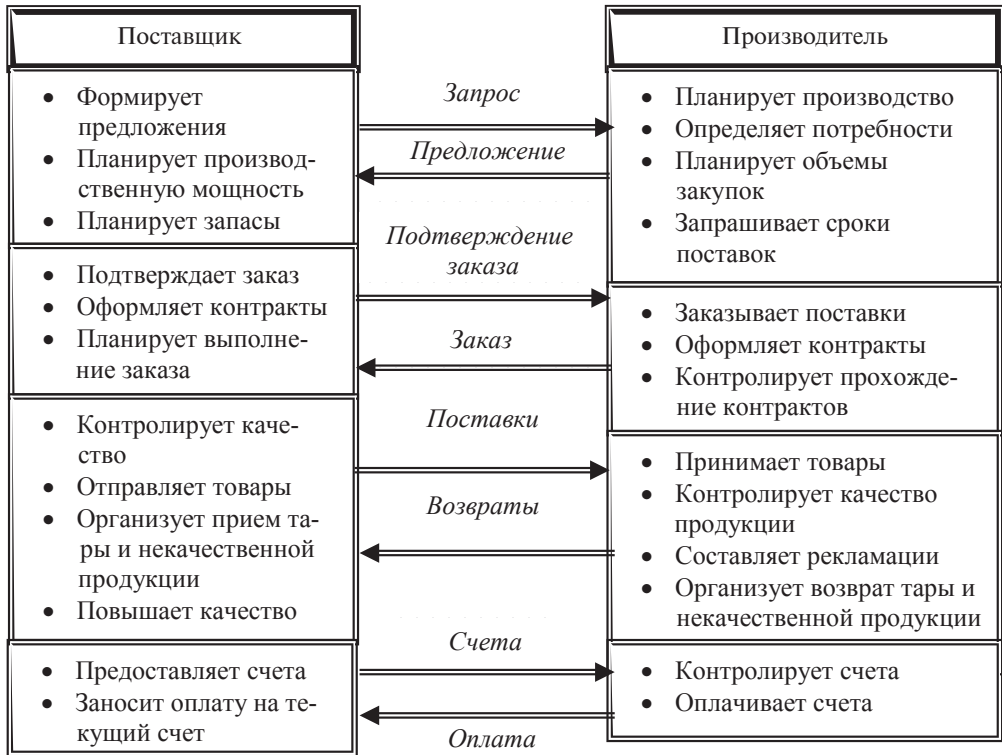 Поставщик
• Формирует
предложения
• Планирует производ-
ственную мощность
• Планирует запасы
• Подтверждает заказ
• Оформляет контракты
• Планирует выполне-
ние заказа
• Контролирует каче-
ство
• Отправляет товары
• Организует прием та-
ры и некачественной
продукции
• Повышает качество
• Предоставляет счета
• Заносит оплату на те-
кущий счет
Запрос
Предложение
Подтверждение
заказа
Заказ
Поставки
Возвраты
Счета
Оплата
Производитель
• Планирует производство
• Определяет потребности
• Планирует объемы
закупок
• Запрашивает сроки
поставок
• Заказывает поставки
• Оформляет контракты
• Контролирует прохожде-
ние контрактов
• Принимает товары
• Контролирует качество
продукции
• Составляет рекламации
• Организует возврат тары и
некачественной продукции
• Контролирует счета
• Оплачивает счета